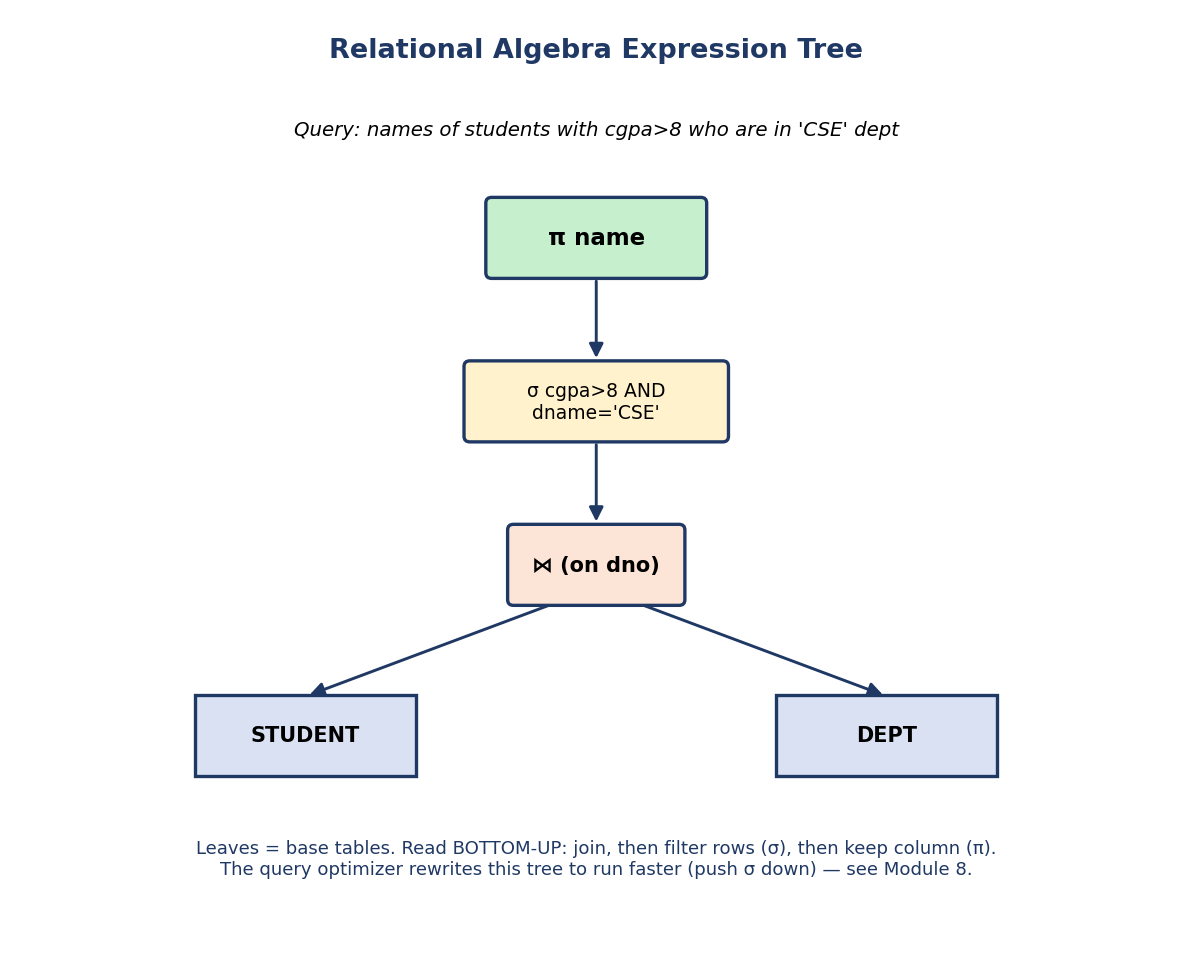 Relational Algebra Expression Tree
Query: names of students with cgpa>8 who are in 'CSE' dept
π name
σ cgpa>8 AND
dname='CSE'
⋈ (on dno)
STUDENT
DEPT
Leaves = base tables. Read BOTTOM-UP: join, then filter rows (σ), then keep column (π).
The query optimizer rewrites this tree to run faster (push σ down) — see Module 8.